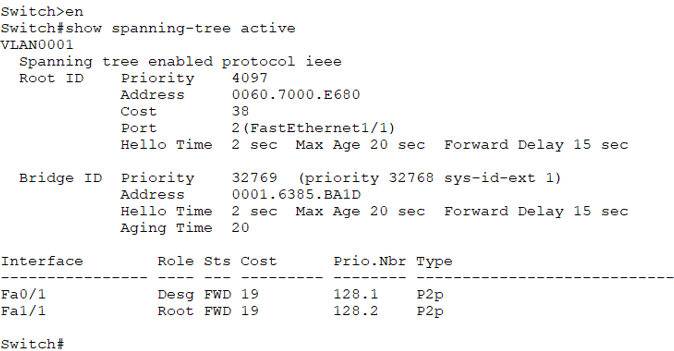 Switch>en
Switch#show spanning-tree active
VLAN0001
  Spanning tree enabled protocol ieee
  Root ID    Priority    4097
             Address     0060.7000.E680
             Cost        38
             Port        2(FastEthernet1/1)
             Hello Time  2 sec  Max Age 20 sec  Forward Delay 15 sec

  Bridge ID  Priority    32769  (priority 32768 sys-id-ext 1)
             Address     0001.6385.BA1D
             Hello Time  2 sec  Max Age 20 sec  Forward Delay 15 sec
             Aging Time  20

Interface        Role Sts Cost      Prio.Nbr Type
---------------- ---- --- --------- -------- --------------------------------
Fa0/1            Desg FWD 19        128.1    P2p
Fa1/1            Root FWD 19        128.2    P2p

Switch#